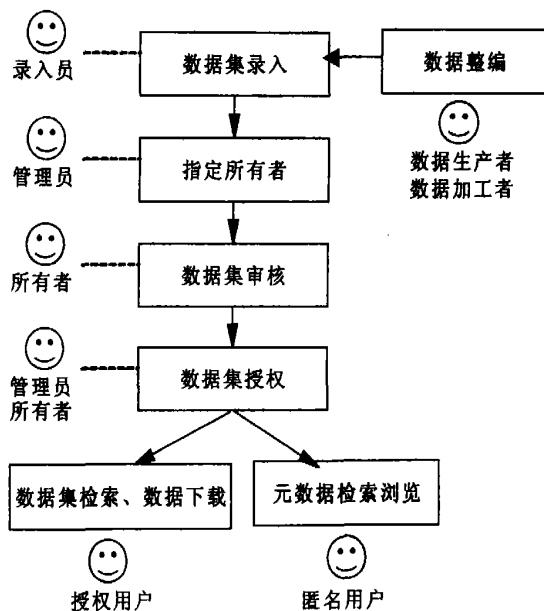 录入员
数据集录入
数据整编
数据生产者
数据加工者
管理员
指定所有者
所有者
数据集审核
管理员
所有者
数据集授权
数据集检索、数据下载
元数据检索浏览
授权用户
匿名用户